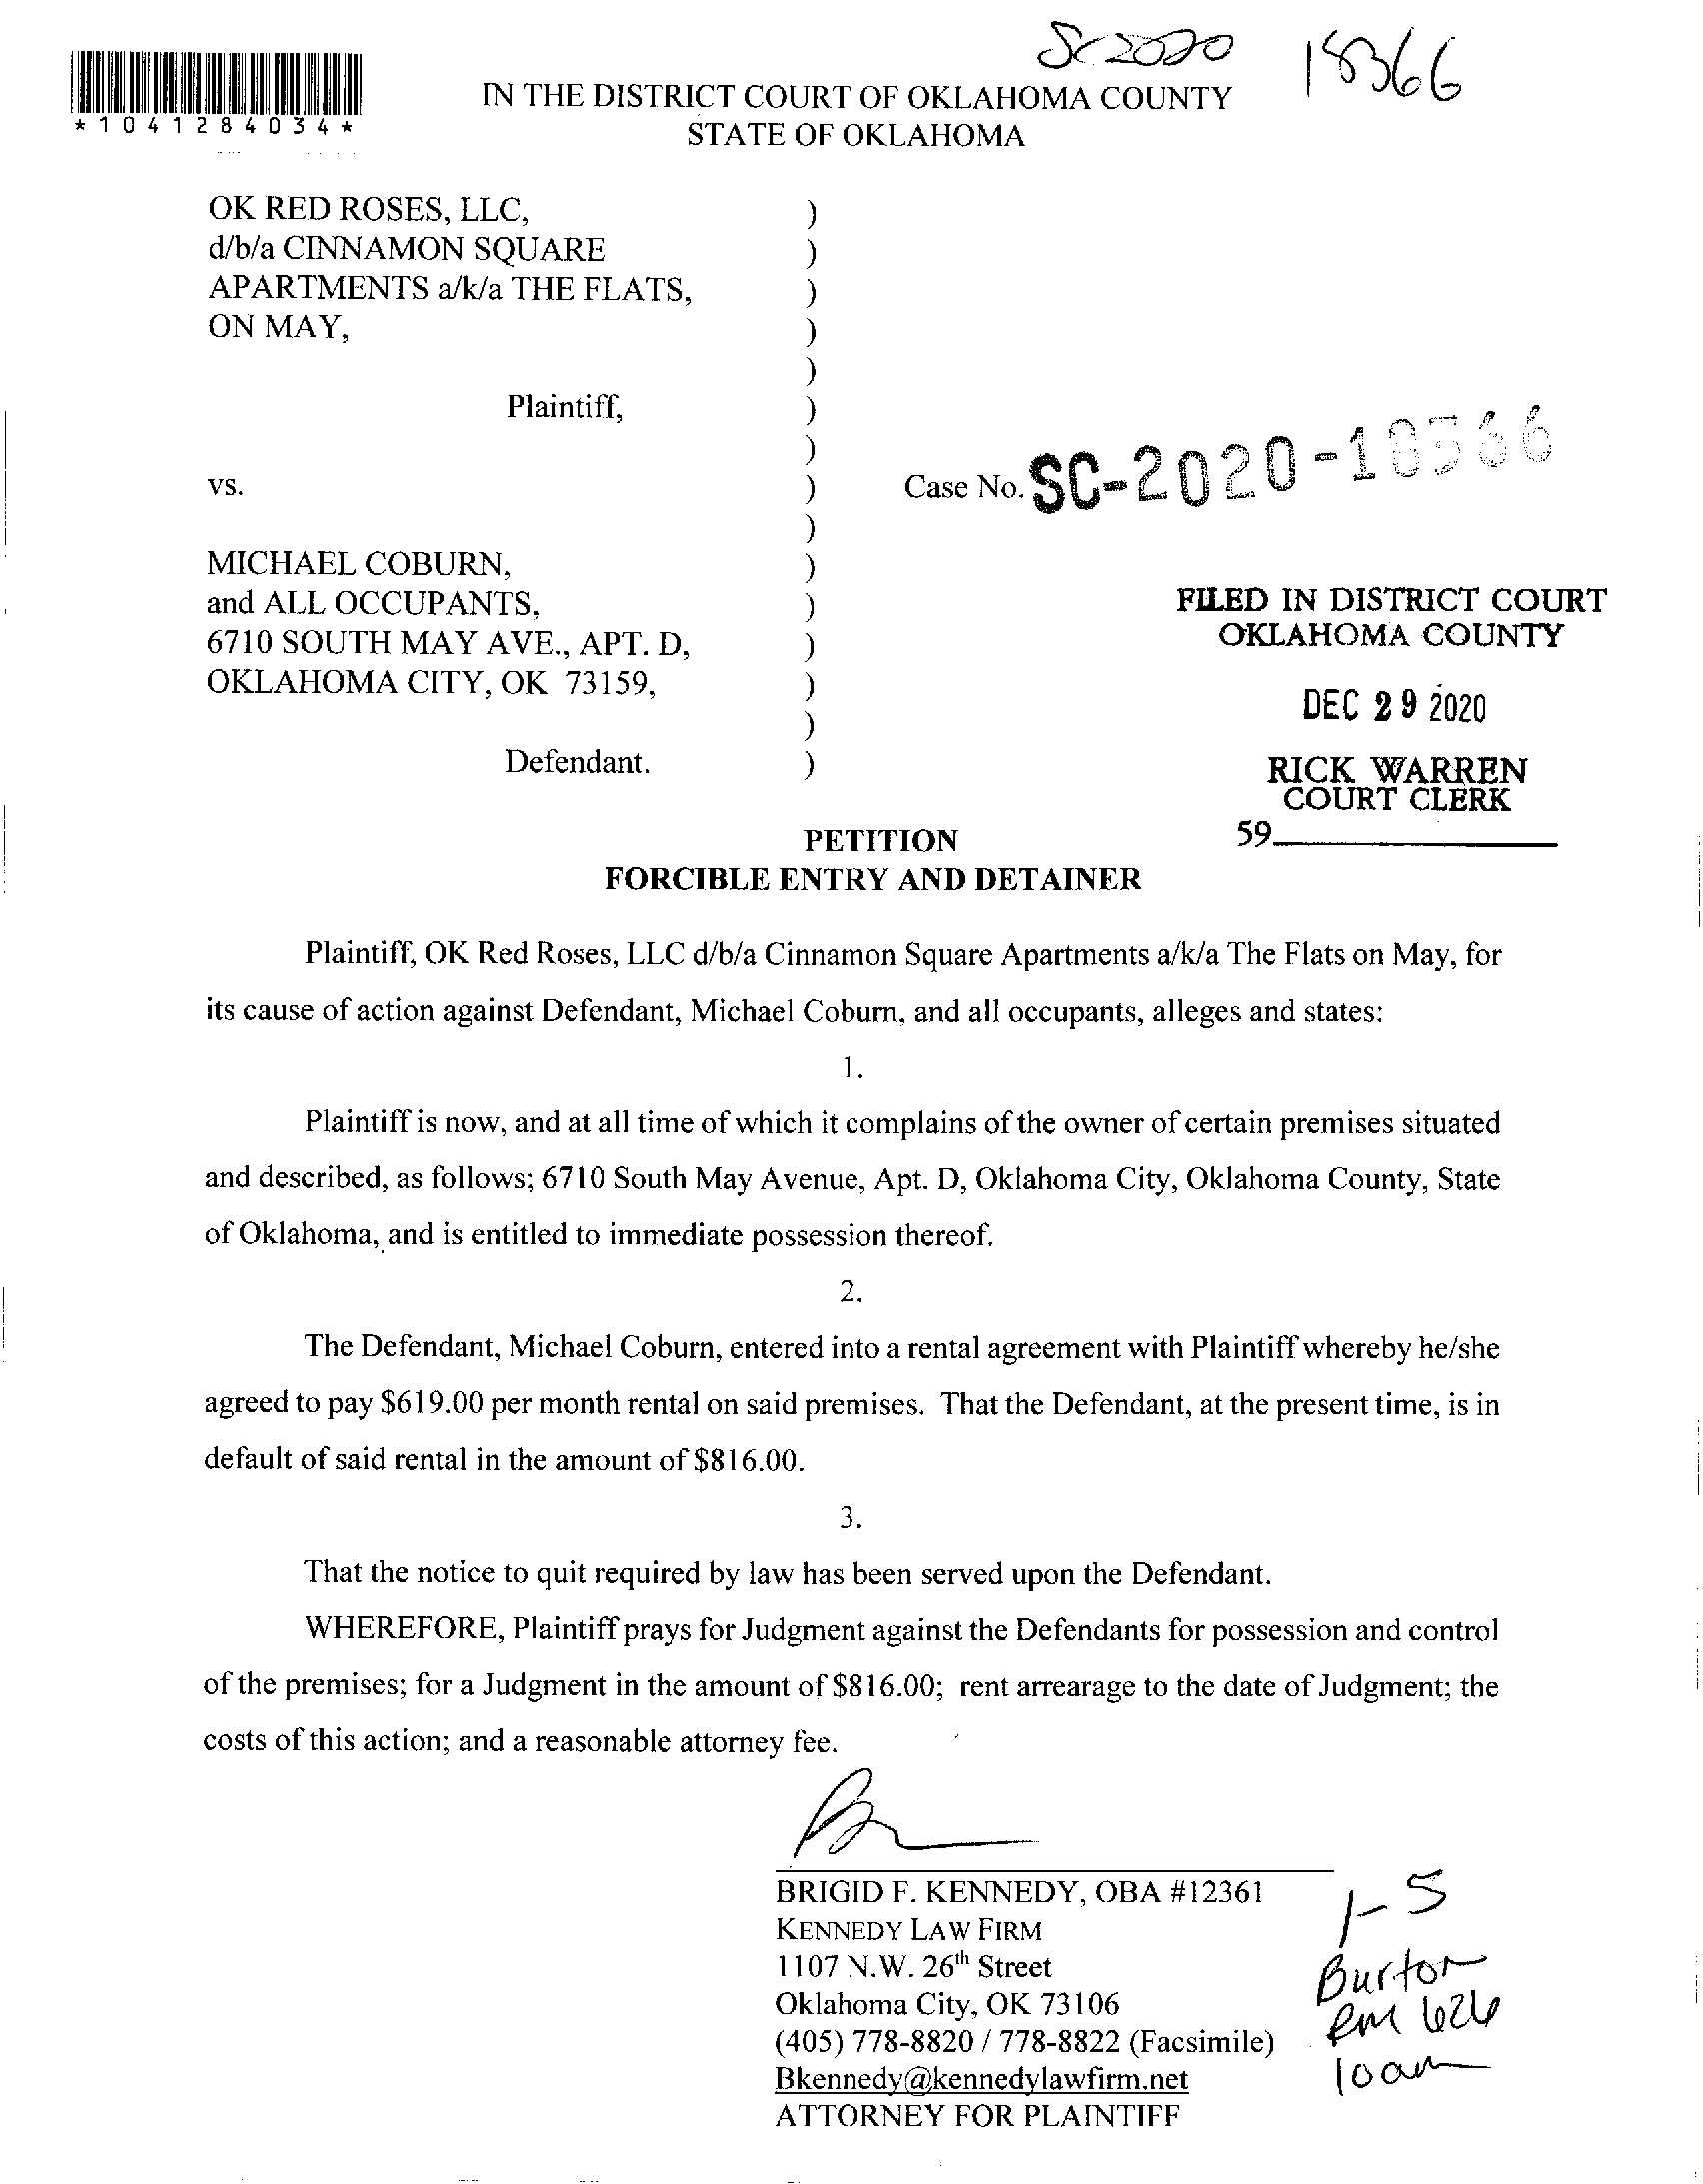 SC2020 18366
*1041284034*
IN THE DISTRICT COURT OF OKLAHOMA COUNTY
STATE OF OKLAHOMA
OK RED ROSES, LLC, )
d/b/a CINNAMON SQUARE )
APARTMENTS a/k/a THE FLATS, )
ON MAY, )
)
Plaintiff, )
)
vs. ) Case No. SC-2020-18366
)
MICHAEL COBURN, )
and ALL OCCUPANTS, )
6710 SOUTH MAY AVE., APT. D, )
OKLAHOMA CITY, OK 73159, )
)
Defendant. )
FILED IN DISTRICT COURT
OKLAHOMA COUNTY
DEC 29 2020
RICK WARREN
COURT CLERK
59
PETITION
FORCIBLE ENTRY AND DETAINER
Plaintiff, OK Red Roses, LLC d/b/a Cinnamon Square Apartments a/k/a The Flats on May, for
its cause of action against Defendant, Michael Coburn, and all occupants, alleges and states:
1.
Plaintiff is now, and at all time of which it complains of the owner of certain premises situated
and described, as follows; 6710 South May Avenue, Apt. D, Oklahoma City, Oklahoma County, State
of Oklahoma, and is entitled to immediate possession thereof.
2.
The Defendant, Michael Coburn, entered into a rental agreement with Plaintiff whereby he/she
agreed to pay $619.00 per month rental on said premises. That the Defendant, at the present time, is in
default of said rental in the amount of $816.00.
3.
That the notice to quit required by law has been served upon the Defendant.
WHEREFORE, Plaintiff prays for Judgment against the Defendants for possession and control
of the premises; for a Judgment in the amount of $816.00; rent arrearage to the date of Judgment; the
costs of this action; and a reasonable attorney fee.
BRIGID F. KENNEDY, OBA #12361
KENNEDY LAW FIRM
1107 N.W. 26th Street
Oklahoma City, OK 73106
(405) 778-8820 / 778-8822 (Facsimile)
Bkennedy@kennedylawfirm.net
ATTORNEY FOR PLAINTIFF
1-5
Burton
Rm 626
10am